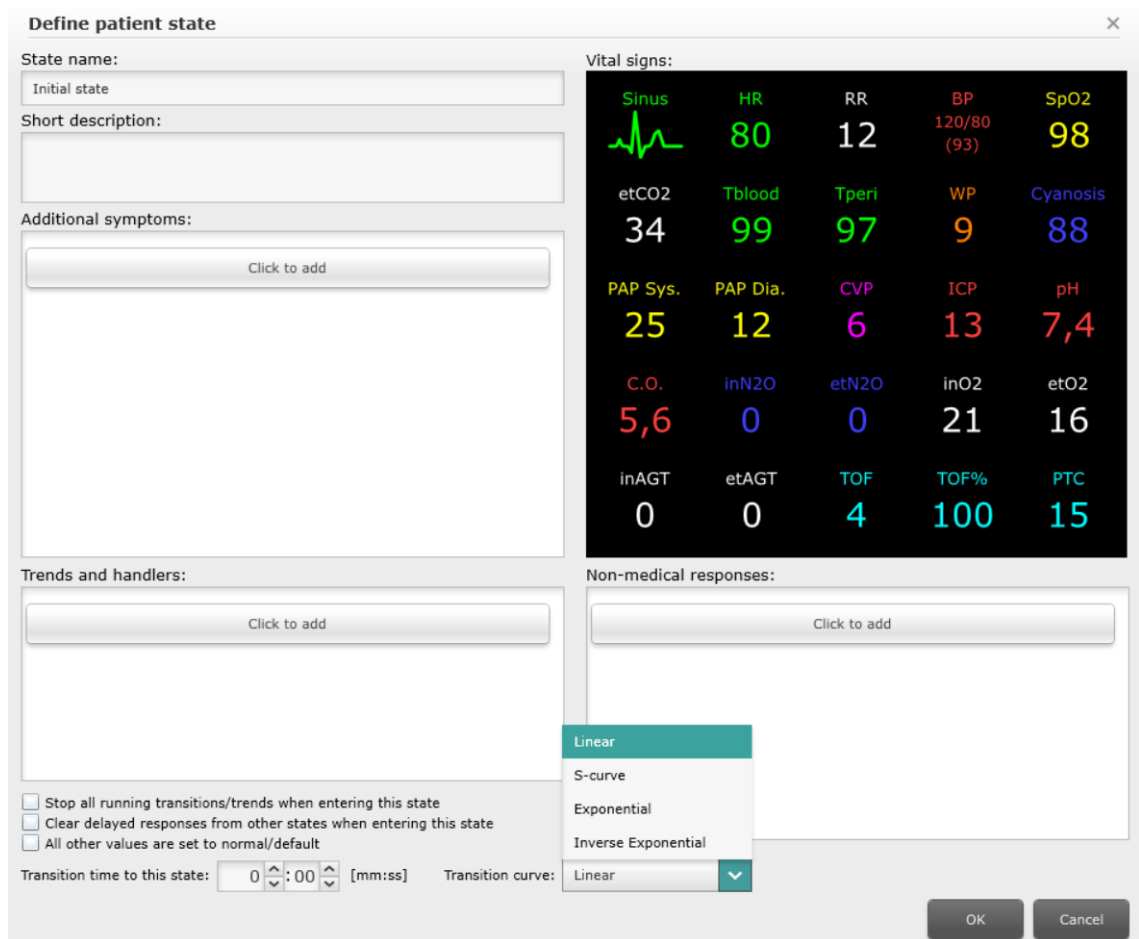 Define patient state
State name:
Initial state
Short description:
Additional symptoms:
Click to add
Vital signs:
Sinus HR RR BP SpO2
80 12 120/80 98
(93)
etCO2 Tblood Tperi WP Cyanosis
34 99 97 9 88
PAP Sys. PAP Dia. CVP ICP pH
25 12 6 13 7,4
C.O. inN2O etN2O inO2 etO2
5,6 0 0 21 16
inAGT etAGT TOF TOF% PTC
0 0 4 100 15
Trends and handlers:
Click to add
Non-medical responses:
Click to add
Linear
S-curve
Exponential
Inverse Exponential
Stop all running transitions/trends when entering this state
Clear delayed responses from other states when entering this state
All other values are set to normal/default
Transition time to this state: 0 : 00 [mm:ss] Transition curve: Linear
OK Cancel